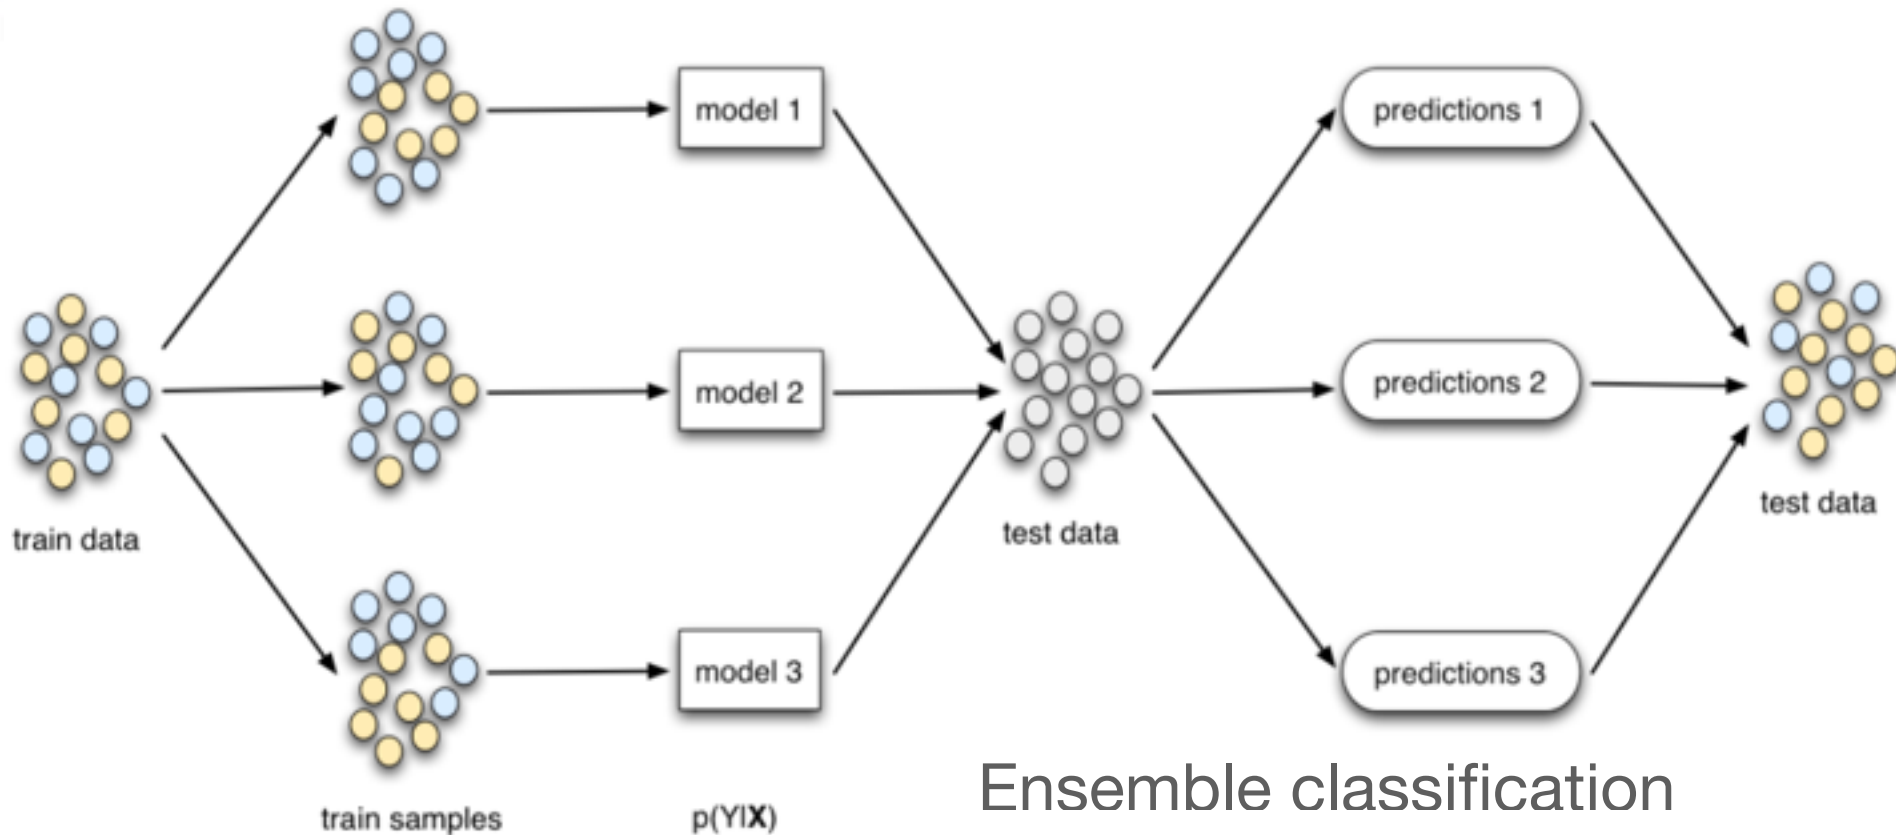 model 1
predictions 1
model 2
predictions 2
train data
test data
test data
model 3
predictions 3
Ensemble classification
train samples
p(Y|X)